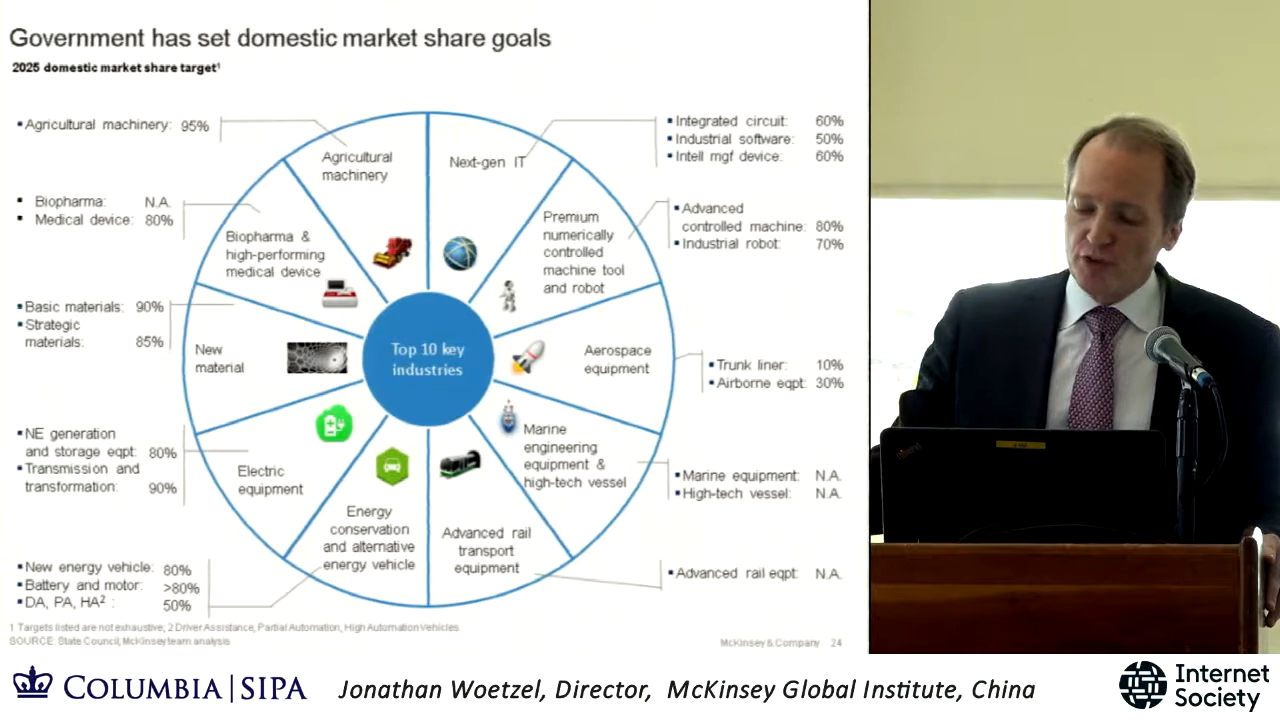 Government has set domestic market share goals
2025 domestic market share target¹
Agricultural machinery: 95%
Biopharma: N.A.
Medical device: 80%
Basic materials: 90%
Strategic
materials: 85%
NE generation
and storage eqpt: 80%
Transmission and
transformation: 90%
New energy vehicle: 80%
Battery and motor: >80%
DA, PA, HA² : 50%
Agricultural
machinery
Next-gen IT
Biopharma &
high-performing
medical device
Premium
numerically
controlled
machine tool
and robot
New
material
Top 10 key
industries
Aerospace
equipment
Electric
equipment
Marine
engineering
equipment &
high-tech vessel
Energy
conservation
and alternative
energy vehicle
Advanced rail
transport
equipment
Integrated circuit: 60%
Industrial software: 50%
Intell mgf device: 60%
Advanced
controlled machine: 80%
Industrial robot: 70%
Trunk liner: 10%
Airborne eqpt: 30%
Marine equipment: N.A.
High-tech vessel: N.A.
Advanced rail eqpt: N.A.
1 Targets listed are not exhaustive; 2 Driver Assistance, Partial Automation, High Automation Vehicles
SOURCE: State Council; McKinsey team analysis
McKinsey & Company 24
COLUMBIA | SIPA
Jonathan Woetzel, Director, McKinsey Global Institute, China
Internet
Society